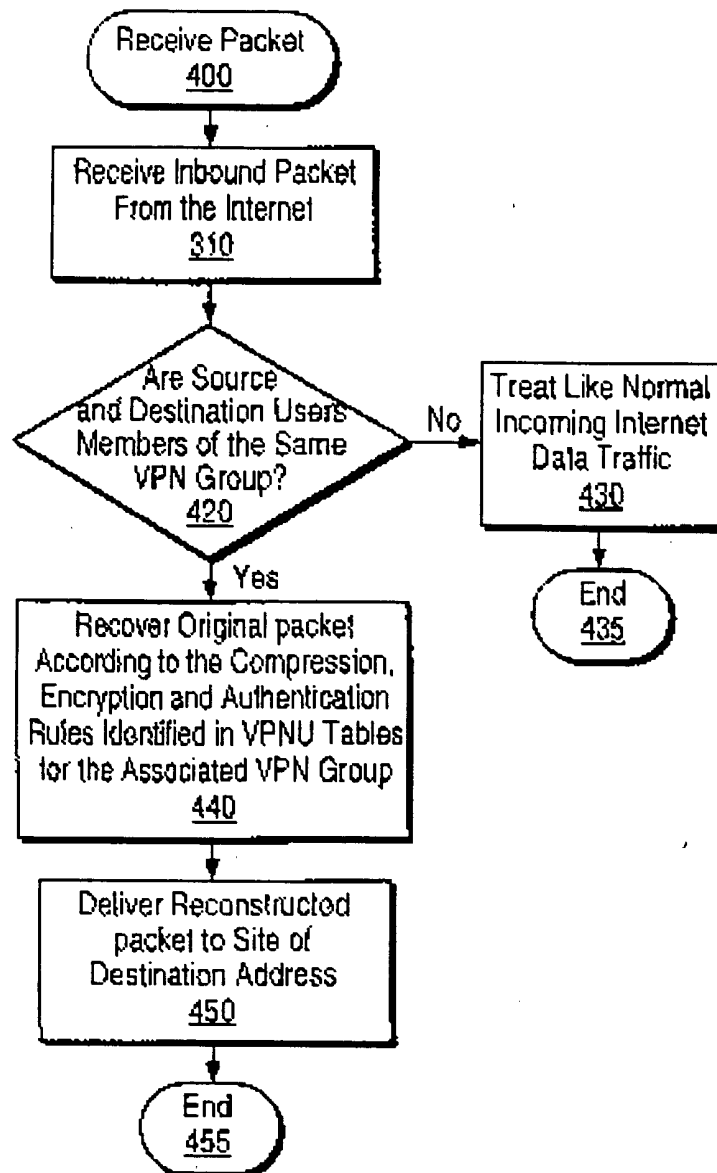 Receive Packet
400
Receive Inbound Packet
From the Internet
310
Are Source
and Destination Users
Members of the Same
VPN Group?
420
No
Treat Like Normal
Incoming Internet
Data Traffic
430
End
435
Yes
Recover Original packet
According to the Compression,
Encryption and Authentication
Rules Identified in VPNU Tables
for the Associated VPN Group
440
Deliver Reconstructed
packet to Site of
Destination Address
450
End
455